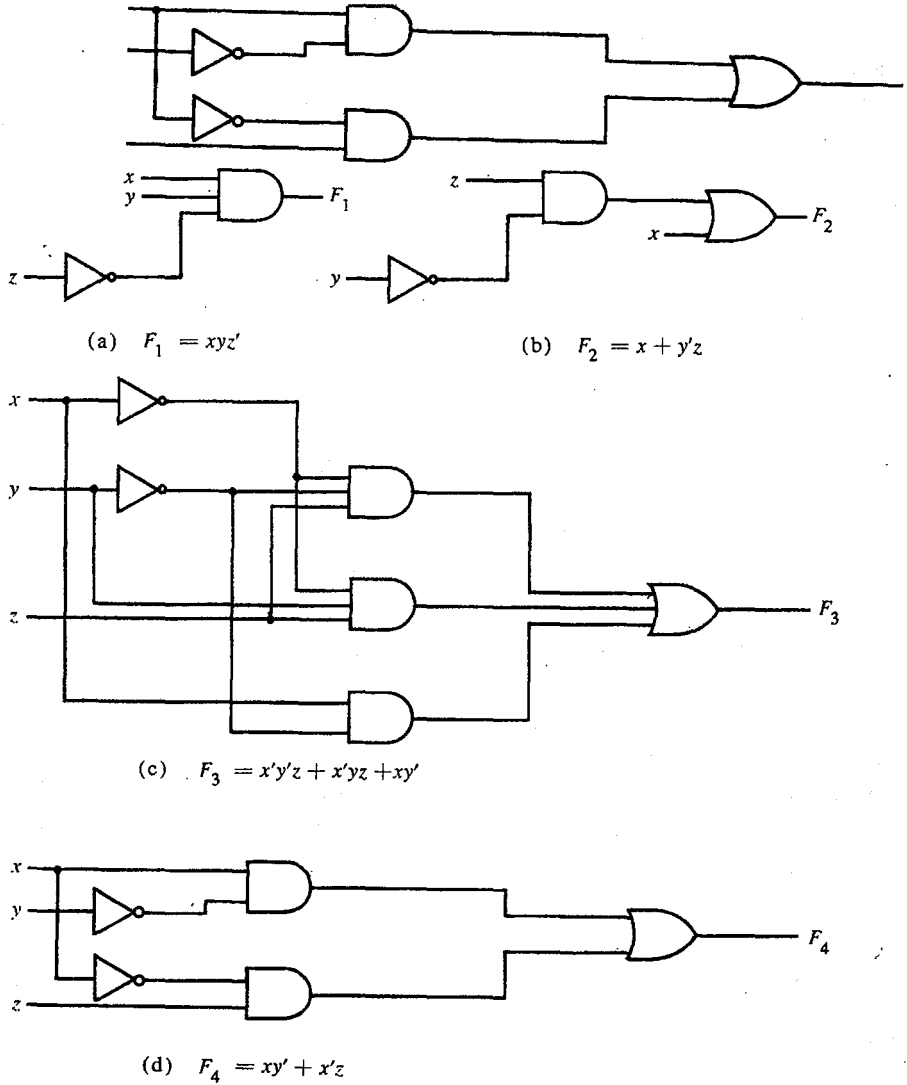 x
y
F₁
z
z
x
F₂
y
(a) F₁ = xyz′
(b) F₂ = x + y′z
x
y
z
F₃
(c) F₃ = x′y′z + x′yz + xy′
x
y
F₄
z
(d) F₄ = xy′ + x′z